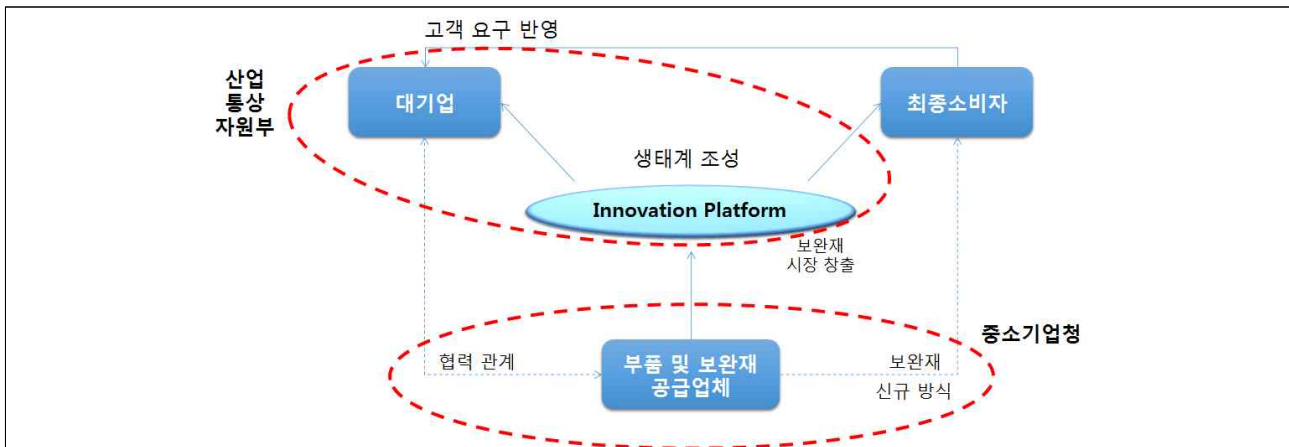 고객 요구 반영
산업
통상
자원부
대기업
최종소비자
생태계 조성
Innovation Platform
보완재
시장 창출
중소기업청
협력 관계
부품 및 보완재
공급업체
보완재
신규 방식